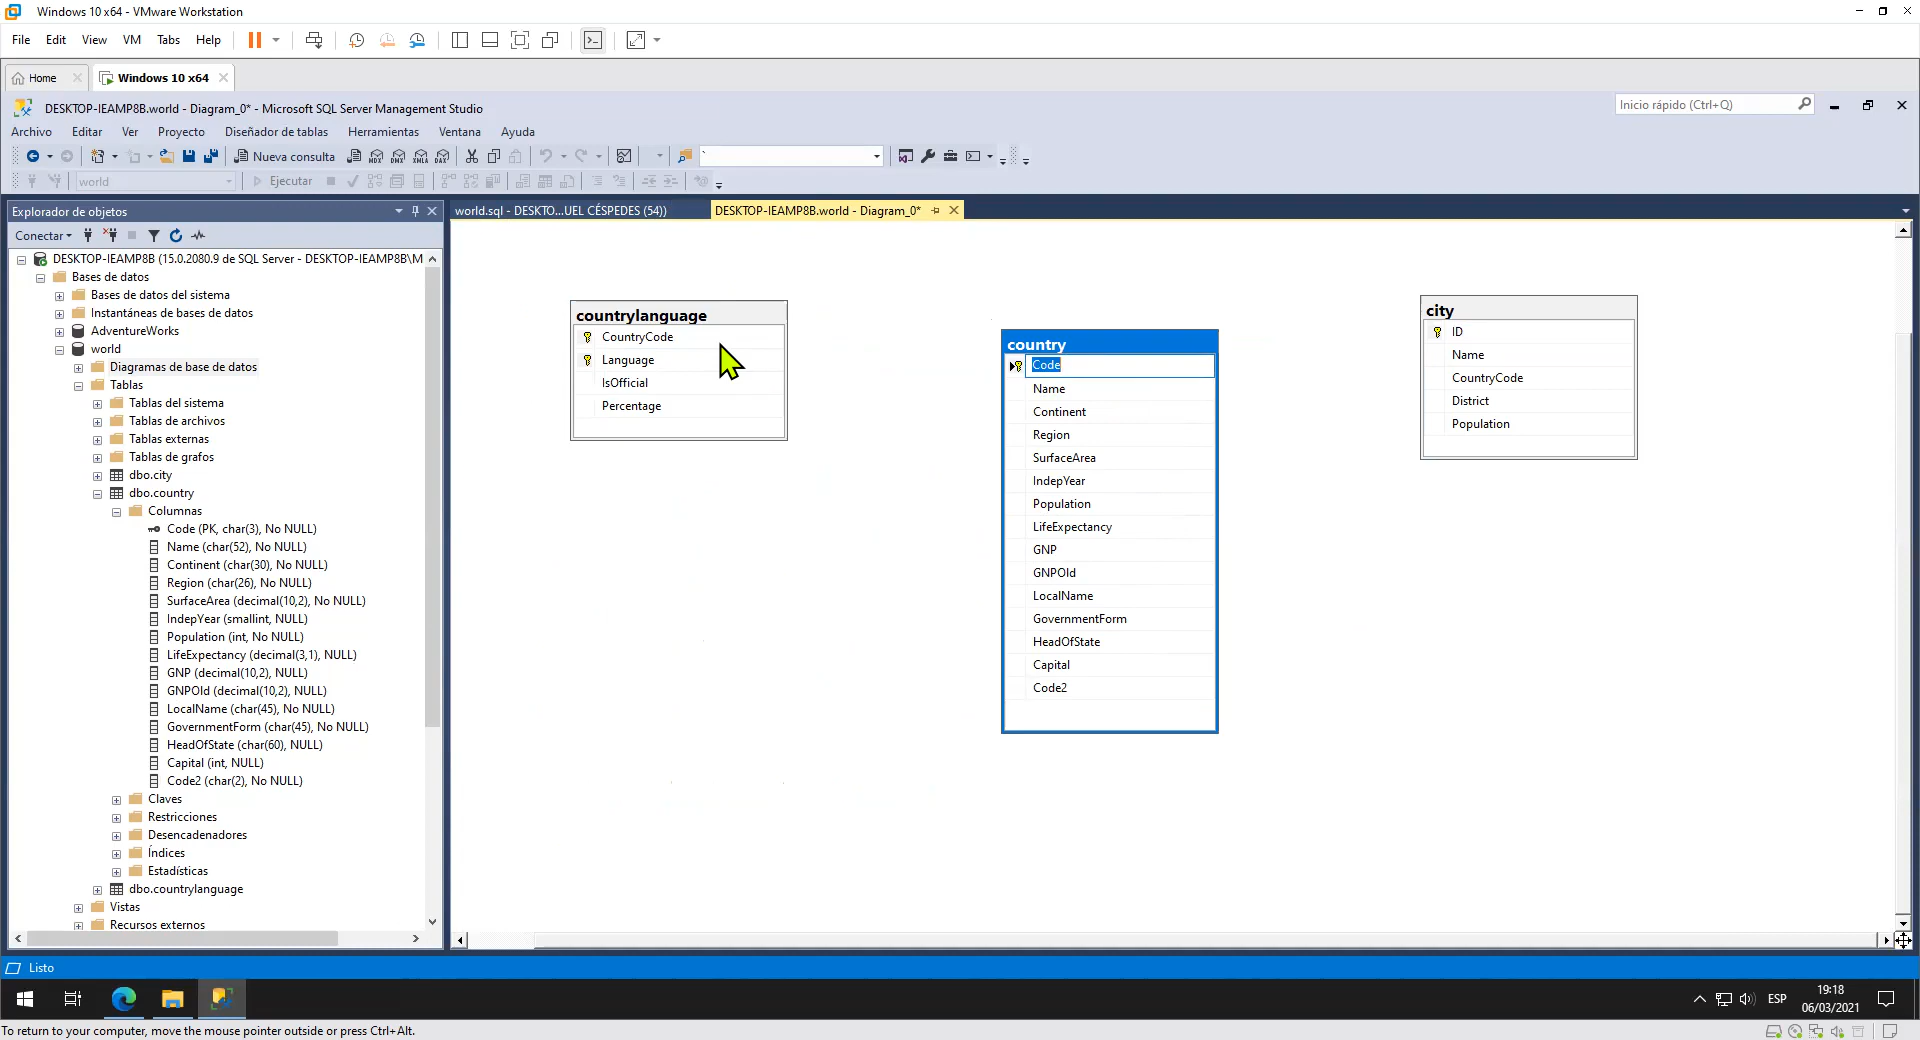 Windows 10 x64 - VMware Workstation
File Edit View VM Tabs Help
Home Windows 10 x64
DESKTOP-IEAMP8B.world - Diagram_0* - Microsoft SQL Server Management Studio
Inicio rápido (Ctrl+Q)
Archivo Editar Ver Proyecto Diseñador de tablas Herramientas Ventana Ayuda
Nueva consulta MDX DMX XMLA DAX `
world Ejecutar
Explorador de objetos
world.sql - DESKTO...UEL CÉSPEDES (54))
DESKTOP-IEAMP8B.world - Diagram_0*
Conectar
DESKTOP-IEAMP8B (15.0.2080.9 de SQL Server - DESKTOP-IEAMP8B\M
Bases de datos
Bases de datos del sistema
Instantáneas de bases de datos
AdventureWorks
world
Diagramas de base de datos
Tablas
Tablas del sistema
Tablas de archivos
Tablas externas
Tablas de grafos
dbo.city
dbo.country
Columnas
Code (PK, char(3), No NULL)
Name (char(52), No NULL)
Continent (char(30), No NULL)
Region (char(26), No NULL)
SurfaceArea (decimal(10,2), No NULL)
IndepYear (smallint, NULL)
Population (int, No NULL)
LifeExpectancy (decimal(3,1), NULL)
GNP (decimal(10,2), NULL)
GNPOld (decimal(10,2), NULL)
LocalName (char(45), No NULL)
GovernmentForm (char(45), No NULL)
HeadOfState (char(60), NULL)
Capital (int, NULL)
Code2 (char(2), No NULL)
Claves
Restricciones
Desencadenadores
Índices
Estadísticas
dbo.countrylanguage
Vistas
Recursos externos
countrylanguage
CountryCode
Language
IsOfficial
Percentage
country
Code
Name
Continent
Region
SurfaceArea
IndepYear
Population
LifeExpectancy
GNP
GNPOld
LocalName
GovernmentForm
HeadOfState
Capital
Code2
city
ID
Name
CountryCode
District
Population
Listo
ESP
19:18
06/03/2021
To return to your computer, move the mouse pointer outside or press Ctrl+Alt.